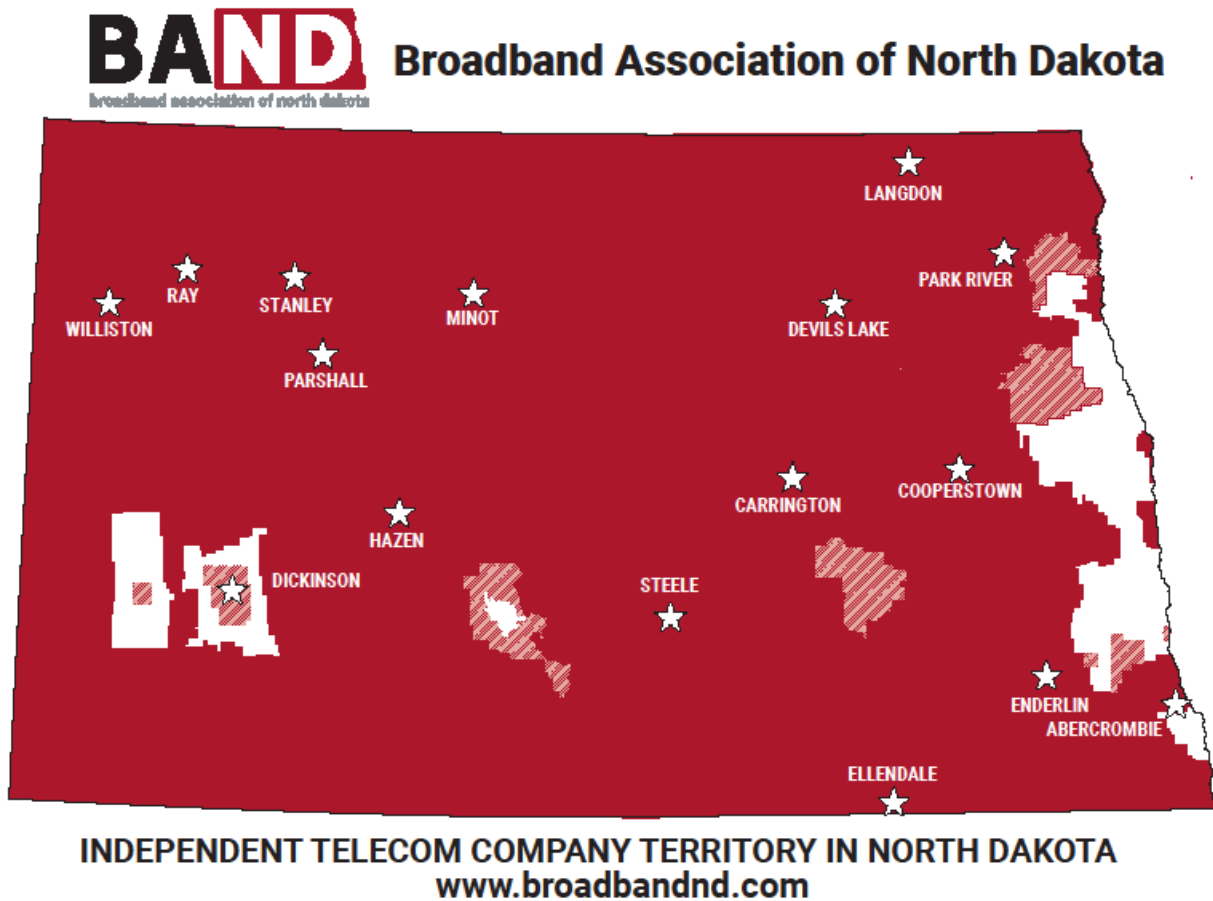 BAND
broadband association of north dakota
Broadband Association of North Dakota
LANGDON
PARK RIVER
RAY
STANLEY
WILLISTON
MINOT
DEVILS LAKE
PARSHALL
CARRINGTON
COOPERSTOWN
HAZEN
DICKINSON
STEELE
ENDERLIN
ABERCROMBIE
ELLENDALE
INDEPENDENT TELECOM COMPANY TERRITORY IN NORTH DAKOTA
www.broadbandnd.com